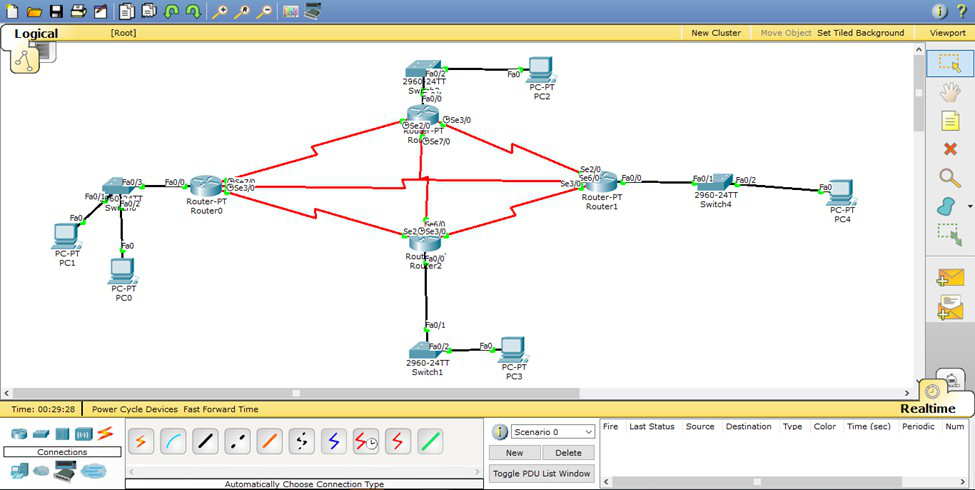 Logical
[Root]
New Cluster
Move Object
Set Tiled Background
Viewport
Fa0/2
Fa0
2960-24TT
PC-PT
PC2
Fa0/0
Se2/0
Se3/0
Router-PT
Se7/0
Se2/0
Se6/0
Se3/0
Fa0/0
Router-PT
Router1
Fa0/1
Fa0/2
2960-24TT
Switch4
Fa0
PC-PT
PC4
Fa0/3
Fa0/0
Se3/0
Router-PT
Router0
Fa0/1
Fa0/2
Fa0
PC-PT
PC1
Fa0
PC-PT
PC0
Se6/0
Se3/0
Router2
Fa0/0
Fa0/1
Fa0/2
Fa0
2960-24TT
Switch1
PC-PT
PC3
Time: 00:29:28
Power Cycle Devices
Fast Forward Time
Realtime
Connections
Automatically Choose Connection Type
Scenario 0
New
Delete
Toggle PDU List Window
Fire
Last Status
Source
Destination
Type
Color
Time (sec)
Periodic
Num